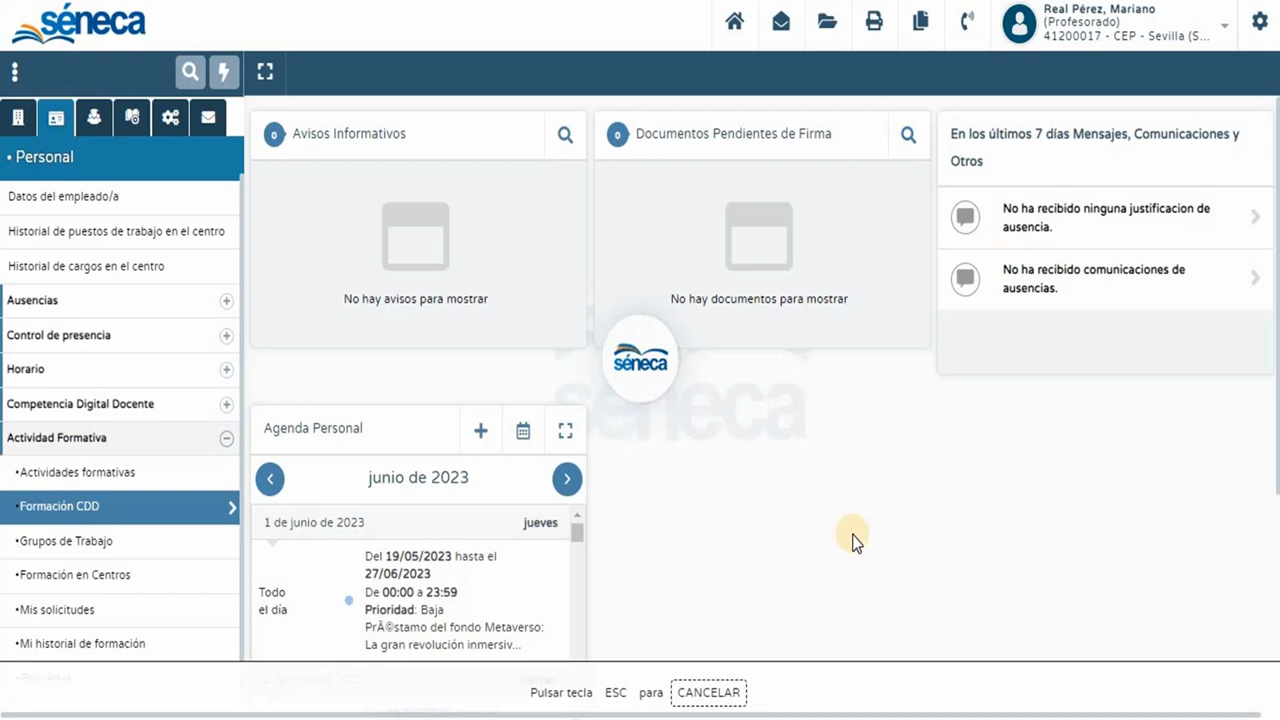 séneca
Real Pérez, Mariano
(Profesorado)
41200017 - CEP - Sevilla (S...
• Personal
Datos del empleado/a
Historial de puestos de trabajo en el centro
Historial de cargos en el centro
Ausencias
Control de presencia
Horario
Competencia Digital Docente
Actividad Formativa
•Actividades formativas
•Formación CDD
•Grupos de Trabajo
•Formación en Centros
•Mis solicitudes
•Mi historial de formación
0 Avisos Informativos
No hay avisos para mostrar
0 Documentos Pendientes de Firma
No hay documentos para mostrar
En los últimos 7 días Mensajes, Comunicaciones y
Otros
No ha recibido ninguna justificacion de
ausencia.
No ha recibido comunicaciones de
ausencias.
séneca
séneca
Agenda Personal
junio de 2023
1 de junio de 2023 jueves
Todo
el día
Del 19/05/2023 hasta el
27/06/2023
De 00:00 a 23:59
Prioridad: Baja
PrÃ©stamo del fondo Metaverso:
La gran revolución inmersiv...
Pulsar tecla ESC para CANCELAR